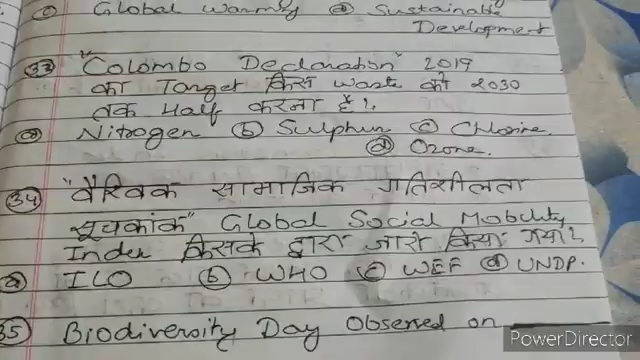 ⓒ Global Warming ⓓ Sustainable
Development
33 "Colombo Declaration" 2019
का Target किस Waste को 2030
तक Half करना है?
ⓐ Nitrogen ⓑ Sulphur ⓒ Chlorine
ⓓ Ozone.
34 "वैश्विक सामाजिक गतिशीलता
सूचकांक" Global Social Mobility
Index किसके द्वारा जारी किया गया?
ⓐ ILO ⓑ WHO ⓒ WEF ⓓ UNDP.
35 Biodiversity Day Observed on
PowerDirector